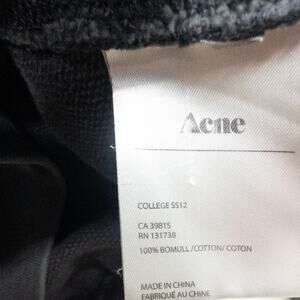 Acne
COLLEGE SS12
CA 39815
RN 131738
100% BOMULL /COTTON/ COTON
MADE IN CHINA
FABRIQUÉ AU CHINE